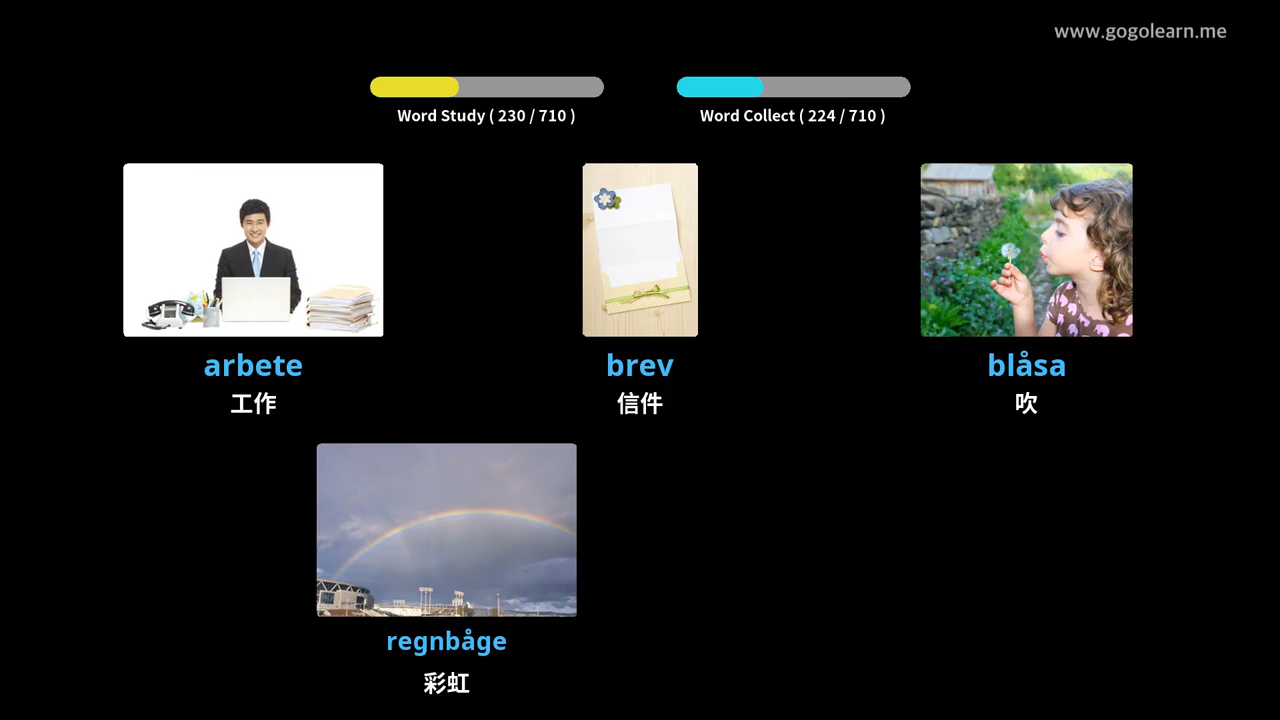 www.gogolearn.me
Word Study ( 230 / 710 )
Word Collect ( 224 / 710 )
arbete
工作
brev
信件
blåsa
吹
regnbåge
彩虹